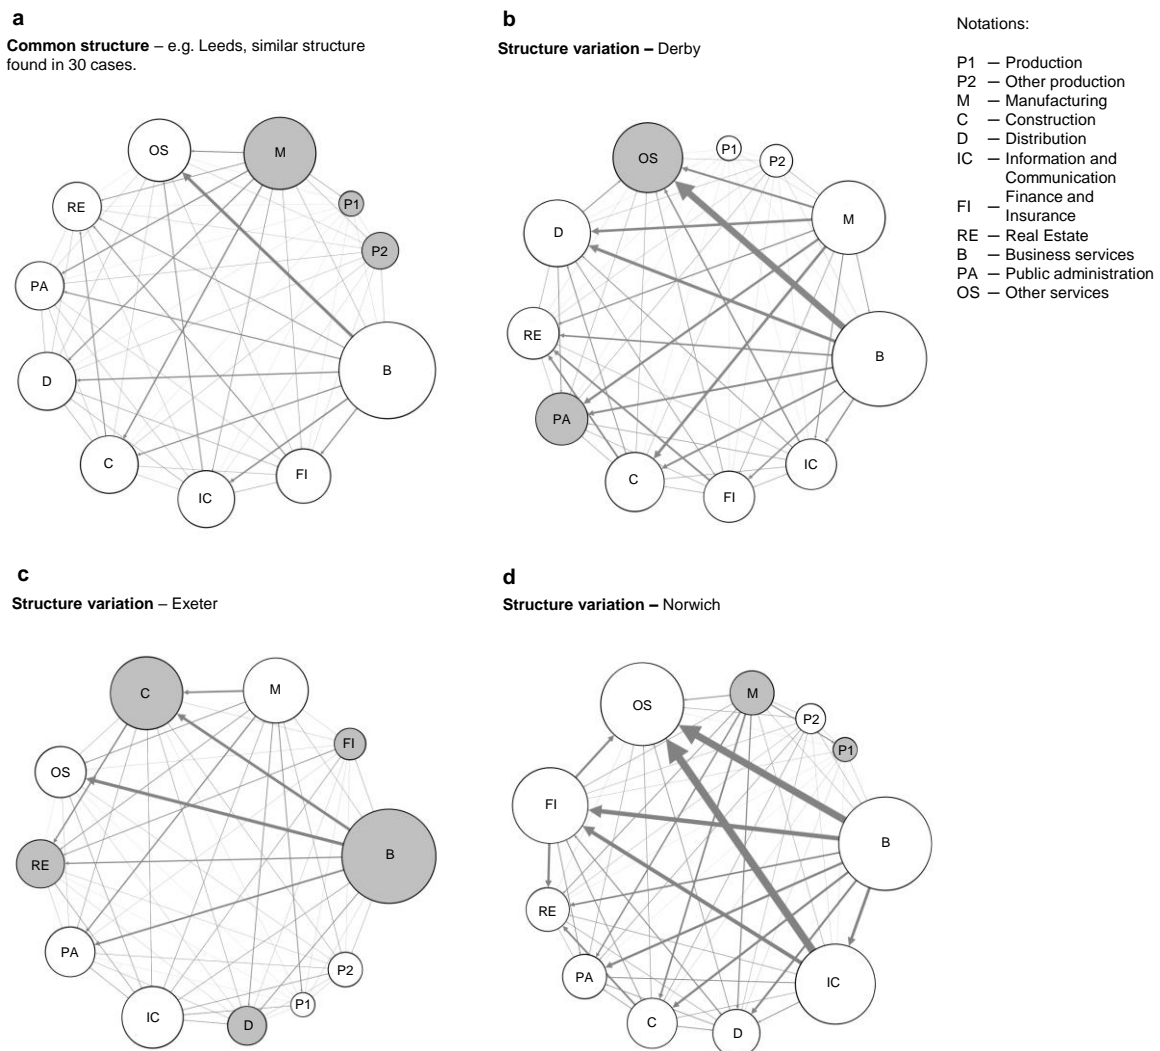 a
Common structure – e.g. Leeds, similar structure
found in 30 cases.
OS
M
P1
P2
RE
PA
B
D
C
IC
FI
b
Structure variation – Derby
OS
P1
P2
M
D
RE
B
PA
C
FI
IC
Notations:
P1 — Production
P2 — Other production
M — Manufacturing
C — Construction
D — Distribution
IC — Information and
Communication
Finance and
FI —
Insurance
RE — Real Estate
B — Business services
PA — Public administration
OS — Other services
c
Structure variation – Exeter
C
M
FI
OS
RE
B
PA
P2
P1
IC
D
d
Structure variation – Norwich
OS
M
P2
P1
FI
B
RE
PA
IC
C
D